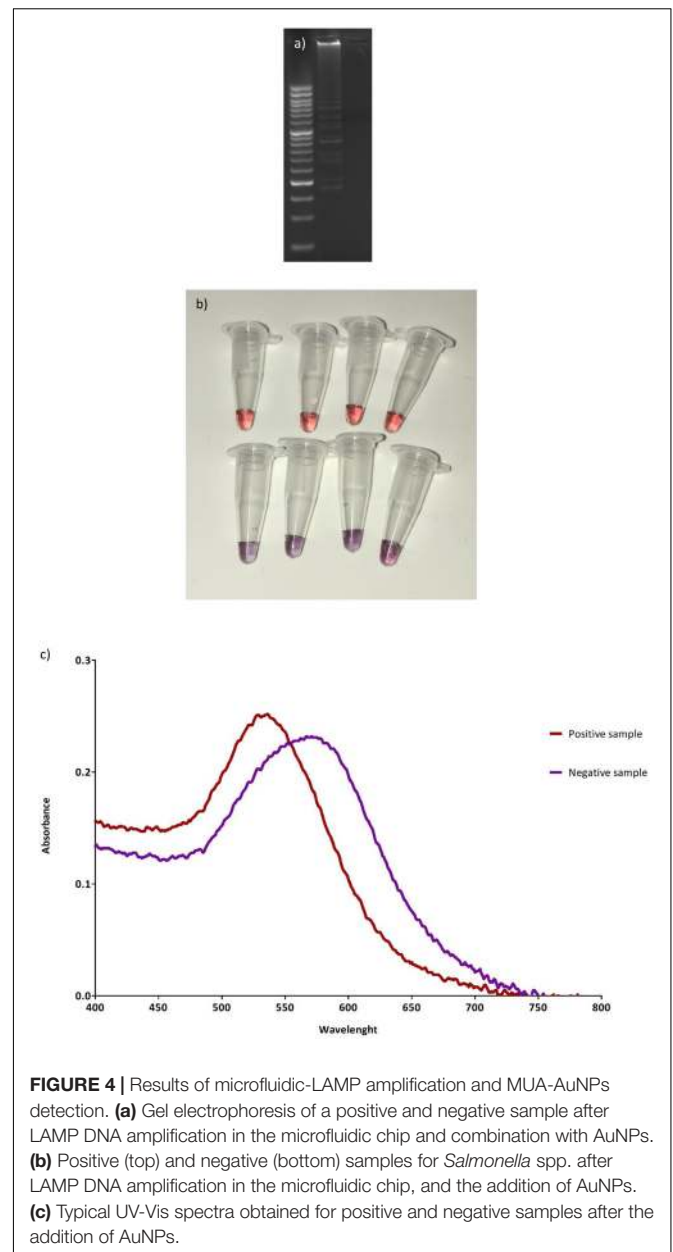 a)
b)
c)
0.3
0.2
0.1
0.0
Absorbance
400 450 500 550 600 650 700 750 800
Wavelenght
Positive sample
Negative sample
FIGURE 4 | Results of microfluidic-LAMP amplification and MUA-AuNPs
detection. (a) Gel electrophoresis of a positive and negative sample after
LAMP DNA amplification in the microfluidic chip and combination with AuNPs.
(b) Positive (top) and negative (bottom) samples for Salmonella spp. after
LAMP DNA amplification in the microfluidic chip, and the addition of AuNPs.
(c) Typical UV-Vis spectra obtained for positive and negative samples after the
addition of AuNPs.